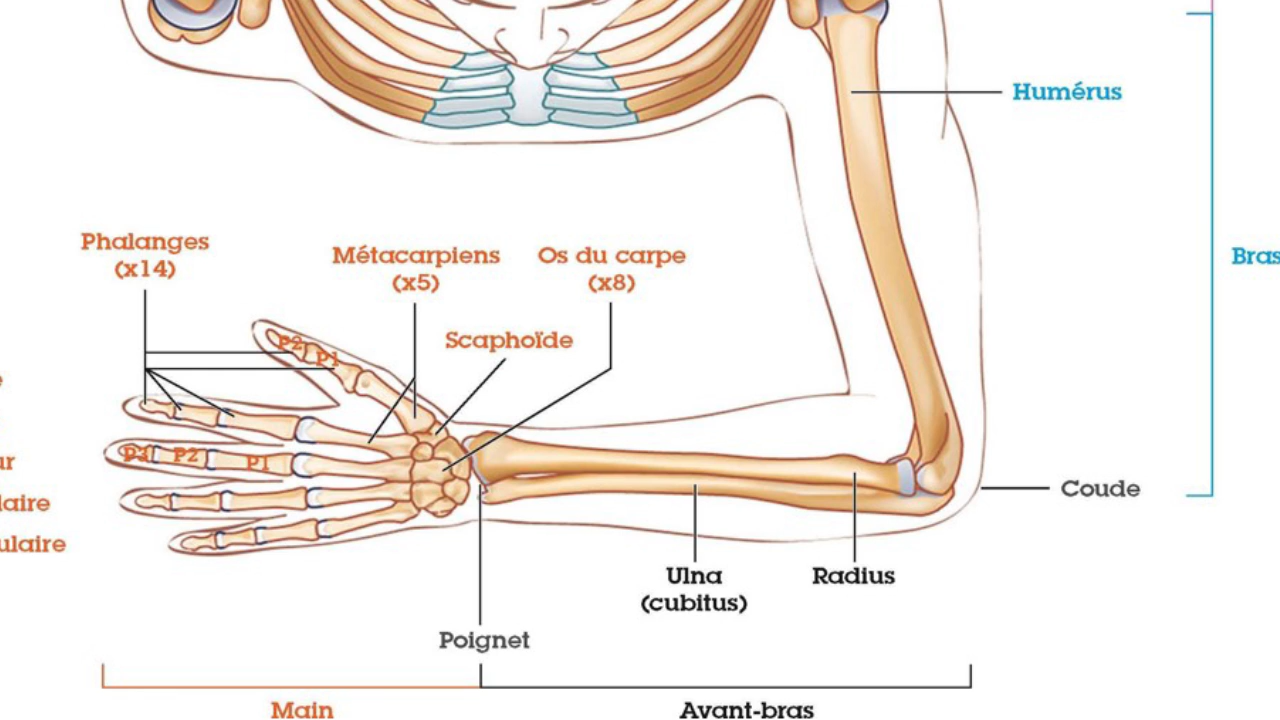 Humérus
Bras
Phalanges
(x14)
Métacarpiens
(x5)
Os du carpe
(x8)
Scaphoïde
P2
P1
P3
P2
P1
Coude
Ulna
(cubitus)
Radius
Poignet
Main
Avant-bras